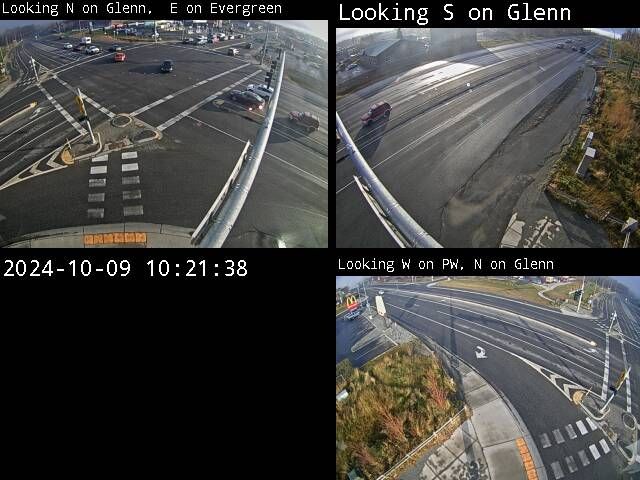 Looking N on Glenn,  E on Evergreen
Looking S on Glenn
2024-10-09 10:21:38
Looking W on PW, N on Glenn